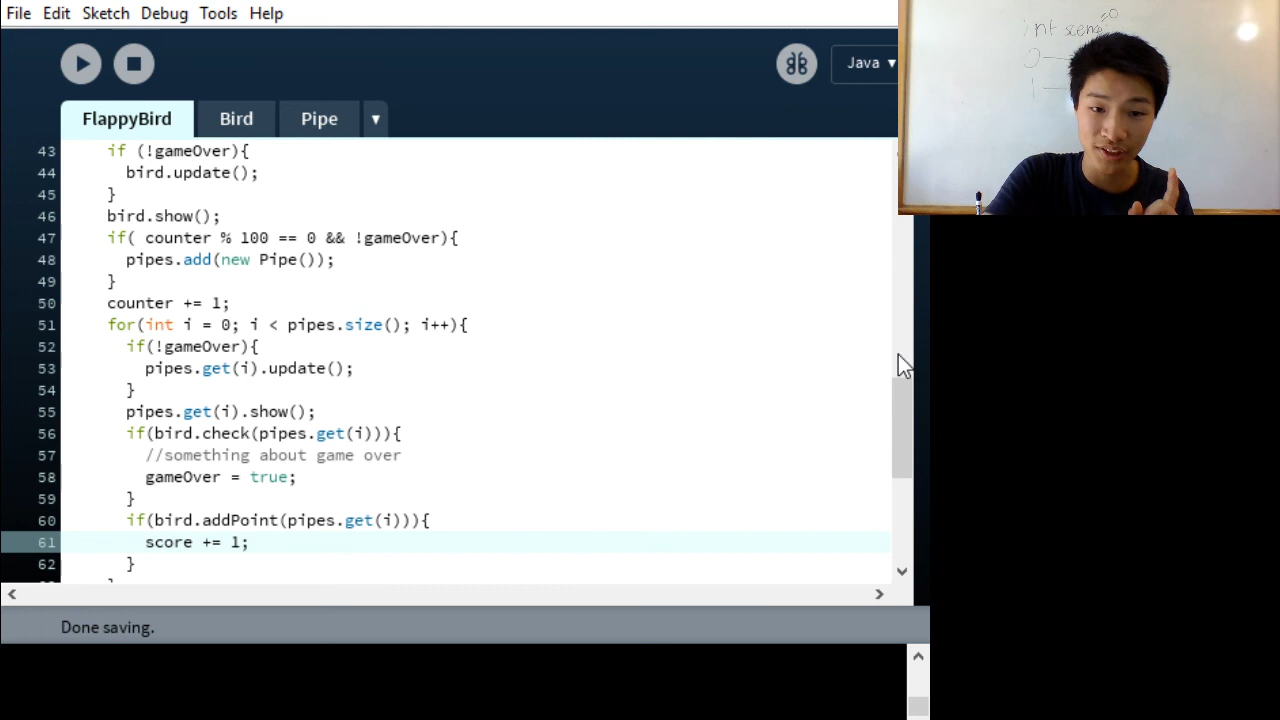 File Edit Sketch Debug Tools Help
Java ▾
FlappyBird Bird Pipe ▾
43 if (!gameOver){
44 bird.update();
45 }
46 bird.show();
47 if( counter % 100 == 0 && !gameOver){
48 pipes.add(new Pipe());
49 }
50 counter += 1;
51 for(int i = 0; i < pipes.size(); i++){
52 if(!gameOver){
53 pipes.get(i).update();
54 }
55 pipes.get(i).show();
56 if(bird.check(pipes.get(i))){
57 //something about game over
58 gameOver = true;
59 }
60 if(bird.addPoint(pipes.get(i))){
61 score += 1;
62 }
Done saving.
int scene
0
1